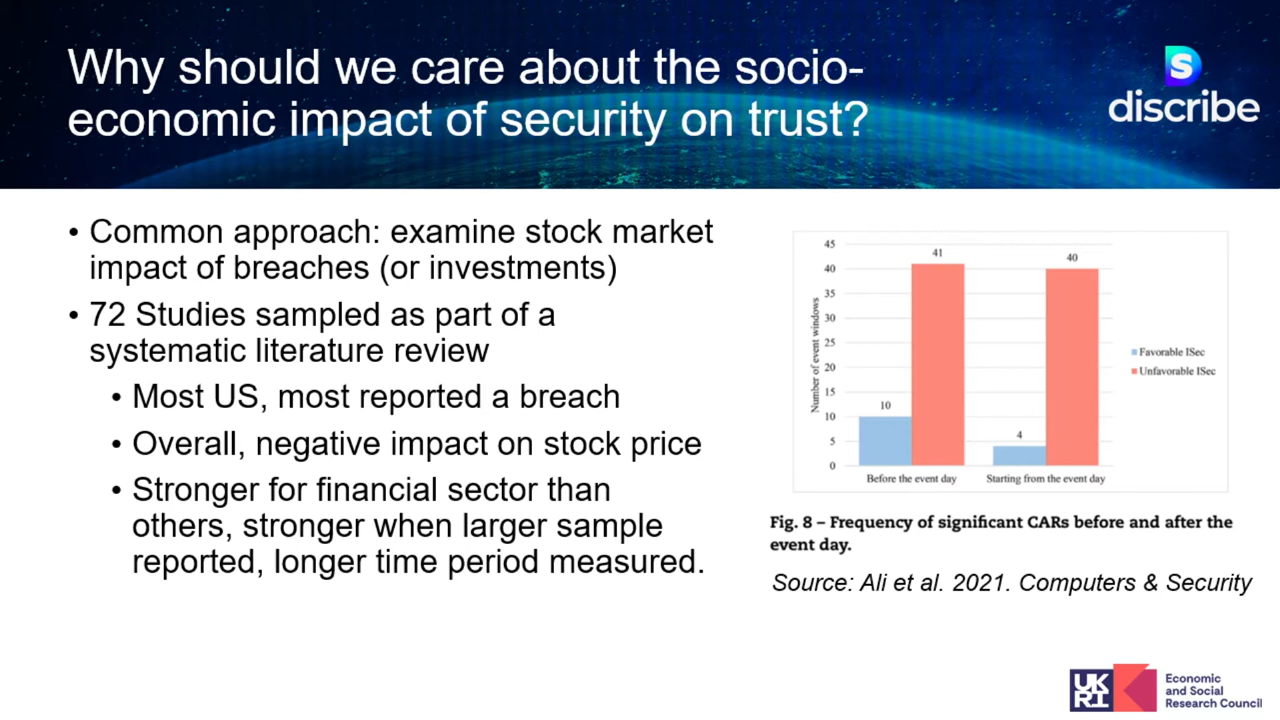 Why should we care about the socio-
economic impact of security on trust?
S
discribe
• Common approach: examine stock market
impact of breaches (or investments)
• 72 Studies sampled as part of a
systematic literature review
• Most US, most reported a breach
• Overall, negative impact on stock price
• Stronger for financial sector than
others, stronger when larger sample
reported, longer time period measured.
Number of event windows
45
40
35
30
25
20
15
10
5
0
10
41
4
40
Before the event day
Starting from the event day
Favorable ISec
Unfavorable ISec
Fig. 8 – Frequency of significant CARs before and after the
event day.
Source: Ali et al. 2021. Computers & Security
UK
RI
Economic
and Social
Research Council